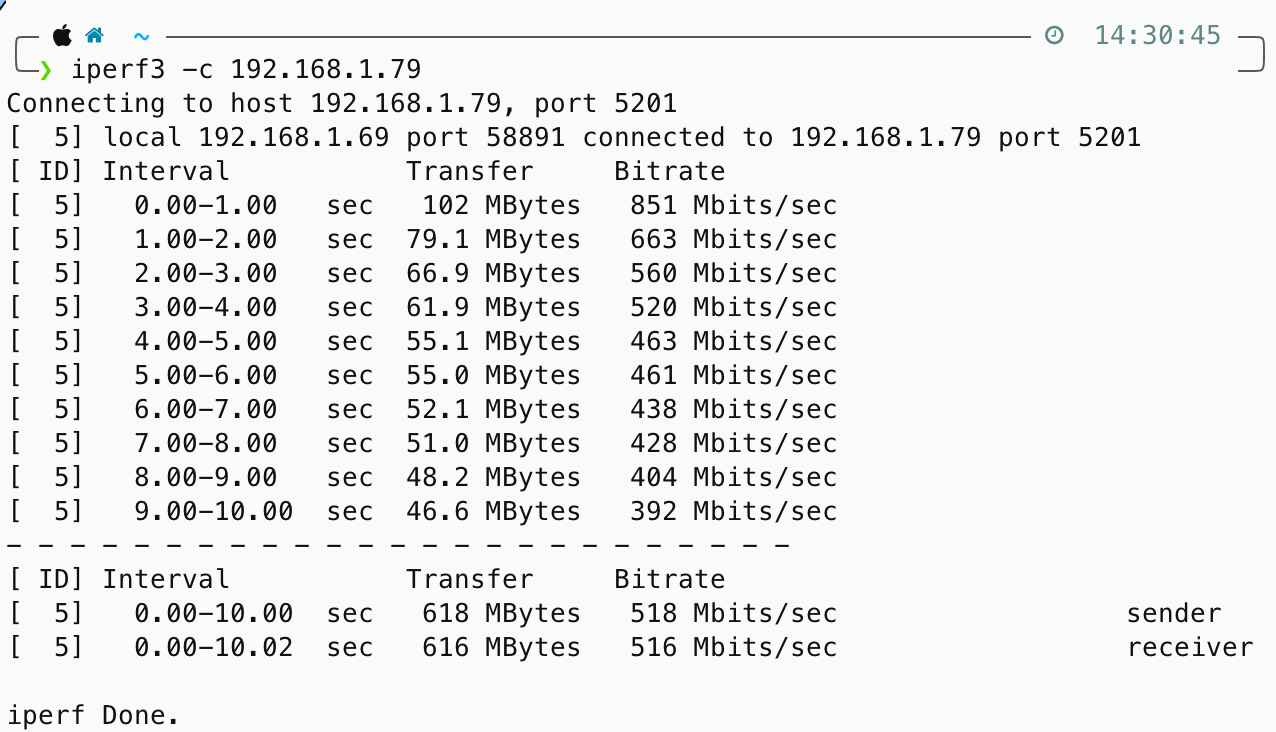 ~ 14:30:45
❯ iperf3 -c 192.168.1.79
Connecting to host 192.168.1.79, port 5201
[  5] local 192.168.1.69 port 58891 connected to 192.168.1.79 port 5201
[ ID] Interval           Transfer     Bitrate
[  5]   0.00-1.00   sec   102 MBytes   851 Mbits/sec
[  5]   1.00-2.00   sec  79.1 MBytes   663 Mbits/sec
[  5]   2.00-3.00   sec  66.9 MBytes   560 Mbits/sec
[  5]   3.00-4.00   sec  61.9 MBytes   520 Mbits/sec
[  5]   4.00-5.00   sec  55.1 MBytes   463 Mbits/sec
[  5]   5.00-6.00   sec  55.0 MBytes   461 Mbits/sec
[  5]   6.00-7.00   sec  52.1 MBytes   438 Mbits/sec
[  5]   7.00-8.00   sec  51.0 MBytes   428 Mbits/sec
[  5]   8.00-9.00   sec  48.2 MBytes   404 Mbits/sec
[  5]   9.00-10.00  sec  46.6 MBytes   392 Mbits/sec
- - - - - - - - - - - - - - - - - - - - - - - - -
[ ID] Interval           Transfer     Bitrate
[  5]   0.00-10.00  sec   618 MBytes   518 Mbits/sec                  sender
[  5]   0.00-10.02  sec   616 MBytes   516 Mbits/sec                  receiver
iperf Done.